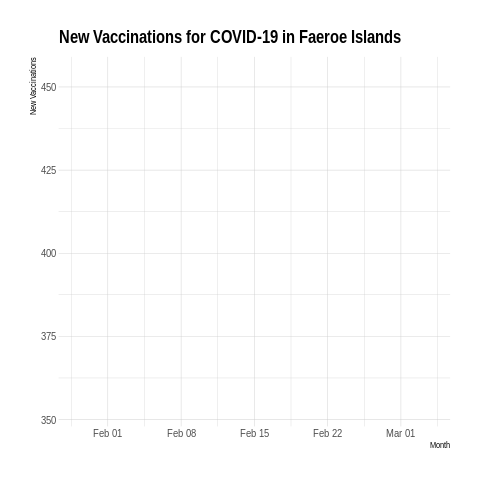 New Vaccinations for COVID-19 in Faeroe Islands
New Vaccinations
450
425
400
375
350
Feb 01 Feb 08 Feb 15 Feb 22 Mar 01
Month